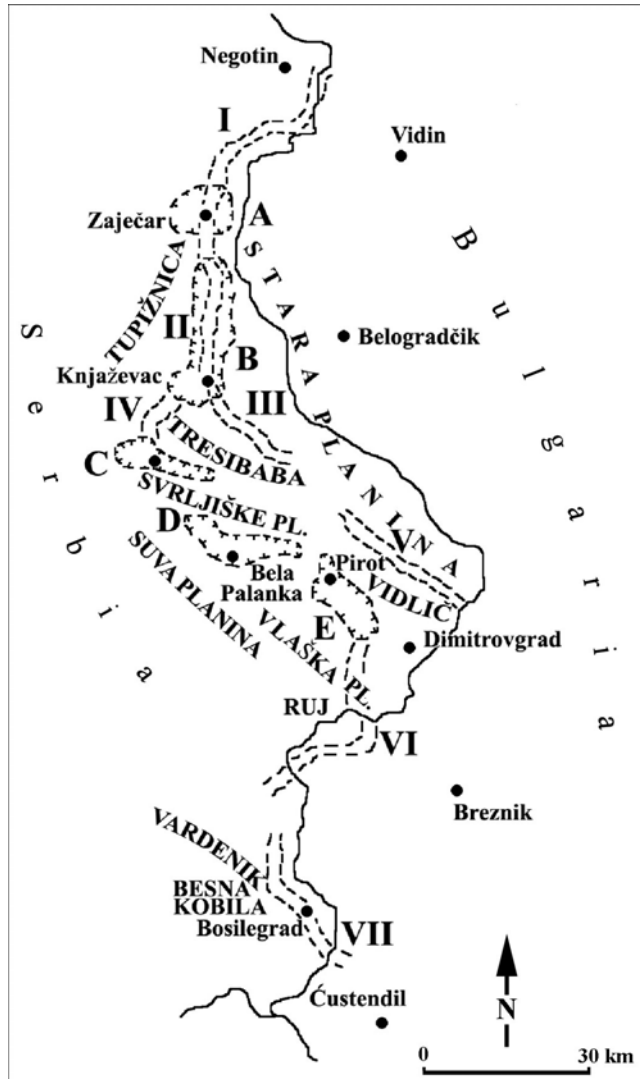 Negotin
I
Vidin
Zaječar
A
STARA PLANINA
Bulgaria
TUPIŽNICA
Serbia
II
B
Belogradčik
Knjaževac
IV
III
TRESIBABA
C
SVRLJIŠKE PL.
D
V
Pirot
Bela
Palanka
VIDLIČ
SUVA PLANINA
E
Dimitrovgrad
VLAŠKA PL.
RUJ
VI
Breznik
VARDENIK
BESNA
KOBILA
Bosilegrad
VII
Ćustendil
N
0
30 km